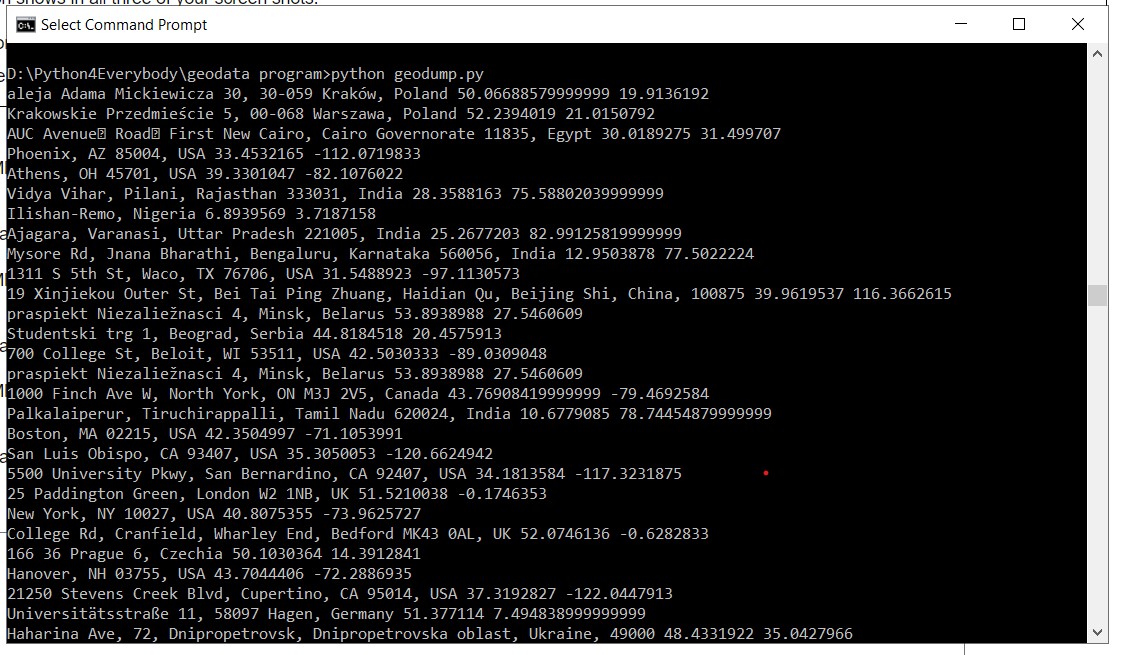 n shows in all three of your screen shots.
Select Command Prompt
D:\Python4Everybody\geodata program>python geodump.py
aleja Adama Mickiewicza 30, 30-059 Kraków, Poland 50.06688579999999 19.9136192
Krakowskie Przedmieście 5, 00-068 Warszawa, Poland 52.2394019 21.0150792
AUC Avenue⍰ Road⍰ First New Cairo, Cairo Governorate 11835, Egypt 30.0189275 31.499707
Phoenix, AZ 85004, USA 33.4532165 -112.0719833
Athens, OH 45701, USA 39.3301047 -82.1076022
Vidya Vihar, Pilani, Rajasthan 333031, India 28.3588163 75.58802039999999
Ilishan-Remo, Nigeria 6.8939569 3.7187158
Ajagara, Varanasi, Uttar Pradesh 221005, India 25.2677203 82.99125819999999
Mysore Rd, Jnana Bharathi, Bengaluru, Karnataka 560056, India 12.9503878 77.5022224
1311 S 5th St, Waco, TX 76706, USA 31.5488923 -97.1130573
19 Xinjiekou Outer St, Bei Tai Ping Zhuang, Haidian Qu, Beijing Shi, China, 100875 39.9619537 116.3662615
praspiekt Niezaliežnasci 4, Minsk, Belarus 53.8938988 27.5460609
Studentski trg 1, Beograd, Serbia 44.8184518 20.4575913
700 College St, Beloit, WI 53511, USA 42.5030333 -89.0309048
praspiekt Niezaliežnasci 4, Minsk, Belarus 53.8938988 27.5460609
1000 Finch Ave W, North York, ON M3J 2V5, Canada 43.76908419999999 -79.4692584
Palkalaiperur, Tiruchirappalli, Tamil Nadu 620024, India 10.6779085 78.74454879999999
Boston, MA 02215, USA 42.3504997 -71.1053991
San Luis Obispo, CA 93407, USA 35.3050053 -120.6624942
5500 University Pkwy, San Bernardino, CA 92407, USA 34.1813584 -117.3231875
25 Paddington Green, London W2 1NB, UK 51.5210038 -0.1746353
New York, NY 10027, USA 40.8075355 -73.9625727
College Rd, Cranfield, Wharley End, Bedford MK43 0AL, UK 52.0746136 -0.6282833
166 36 Prague 6, Czechia 50.1030364 14.3912841
Hanover, NH 03755, USA 43.7044406 -72.2886935
21250 Stevens Creek Blvd, Cupertino, CA 95014, USA 37.3192827 -122.0447913
Universitätsstraße 11, 58097 Hagen, Germany 51.377114 7.494838999999999
Haharina Ave, 72, Dnipropetrovsk, Dnipropetrovska oblast, Ukraine, 49000 48.4331922 35.0427966